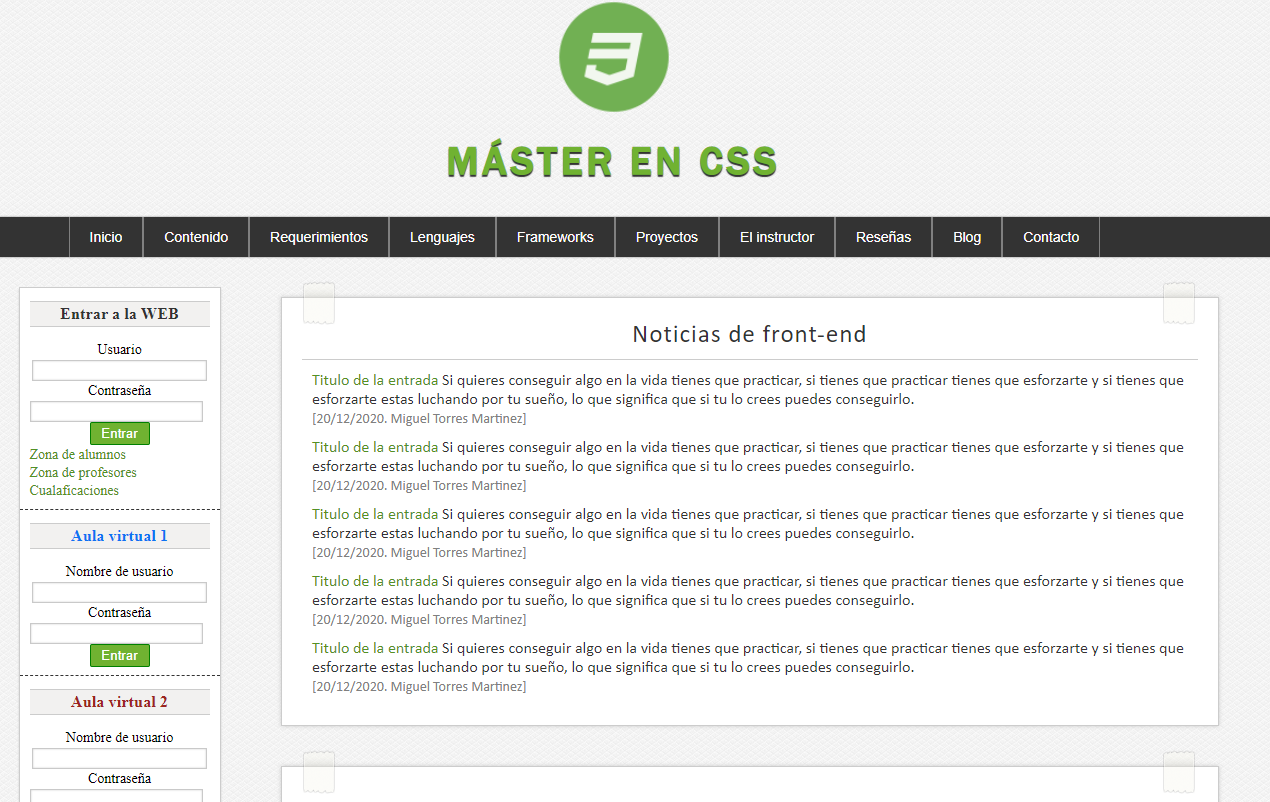 MÁSTER EN CSS
Inicio Contenido Requerimientos Lenguajes Frameworks Proyectos El instructor Reseñas Blog Contacto
Entrar a la WEB
Usuario
Contraseña
Entrar
Zona de alumnos
Zona de profesores
Cualaficaciones
Aula virtual 1
Nombre de usuario
Contraseña
Entrar
Aula virtual 2
Nombre de usuario
Contraseña
Noticias de front-end
Titulo de la entrada Si quieres conseguir algo en la vida tienes que practicar, si tienes que practicar tienes que esforzarte y si tienes que
esforzarte estas luchando por tu sueño, lo que significa que si tu lo crees puedes conseguirlo.
[20/12/2020. Miguel Torres Martinez]
Titulo de la entrada Si quieres conseguir algo en la vida tienes que practicar, si tienes que practicar tienes que esforzarte y si tienes que
esforzarte estas luchando por tu sueño, lo que significa que si tu lo crees puedes conseguirlo.
[20/12/2020. Miguel Torres Martinez]
Titulo de la entrada Si quieres conseguir algo en la vida tienes que practicar, si tienes que practicar tienes que esforzarte y si tienes que
esforzarte estas luchando por tu sueño, lo que significa que si tu lo crees puedes conseguirlo.
[20/12/2020. Miguel Torres Martinez]
Titulo de la entrada Si quieres conseguir algo en la vida tienes que practicar, si tienes que practicar tienes que esforzarte y si tienes que
esforzarte estas luchando por tu sueño, lo que significa que si tu lo crees puedes conseguirlo.
[20/12/2020. Miguel Torres Martinez]
Titulo de la entrada Si quieres conseguir algo en la vida tienes que practicar, si tienes que practicar tienes que esforzarte y si tienes que
esforzarte estas luchando por tu sueño, lo que significa que si tu lo crees puedes conseguirlo.
[20/12/2020. Miguel Torres Martinez]